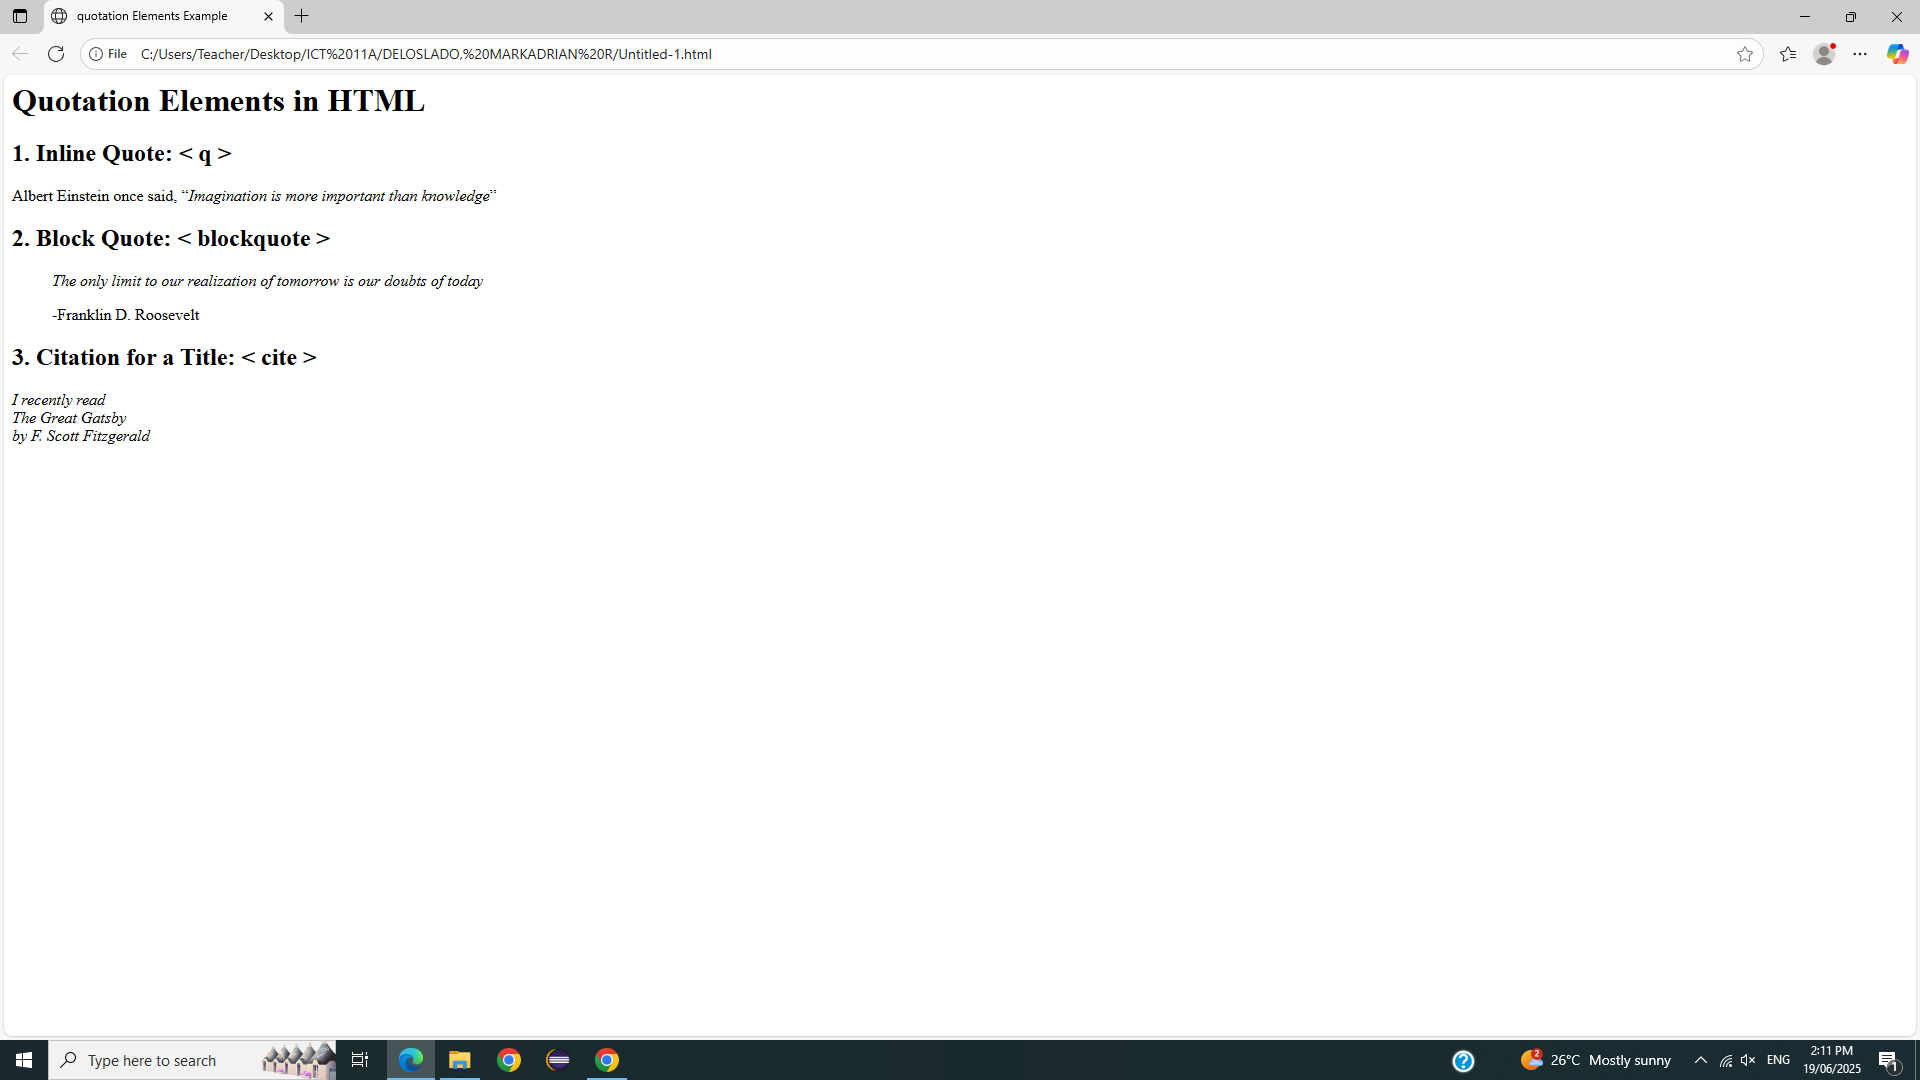 quotation Elements Example
File C:/Users/Teacher/Desktop/ICT%2011A/DELOSLADO,%20MARKADRIAN%20R/Untitled-1.html
Quotation Elements in HTML
1. Inline Quote: < q >
Albert Einstein once said, “Imagination is more important than knowledge”
2. Block Quote: < blockquote >
The only limit to our realization of tomorrow is our doubts of today
-Franklin D. Roosevelt
3. Citation for a Title: < cite >
I recently read
The Great Gatsby
by F. Scott Fitzgerald
Type here to search
2
26°C Mostly sunny
ENG
2:11 PM
19/06/2025
1